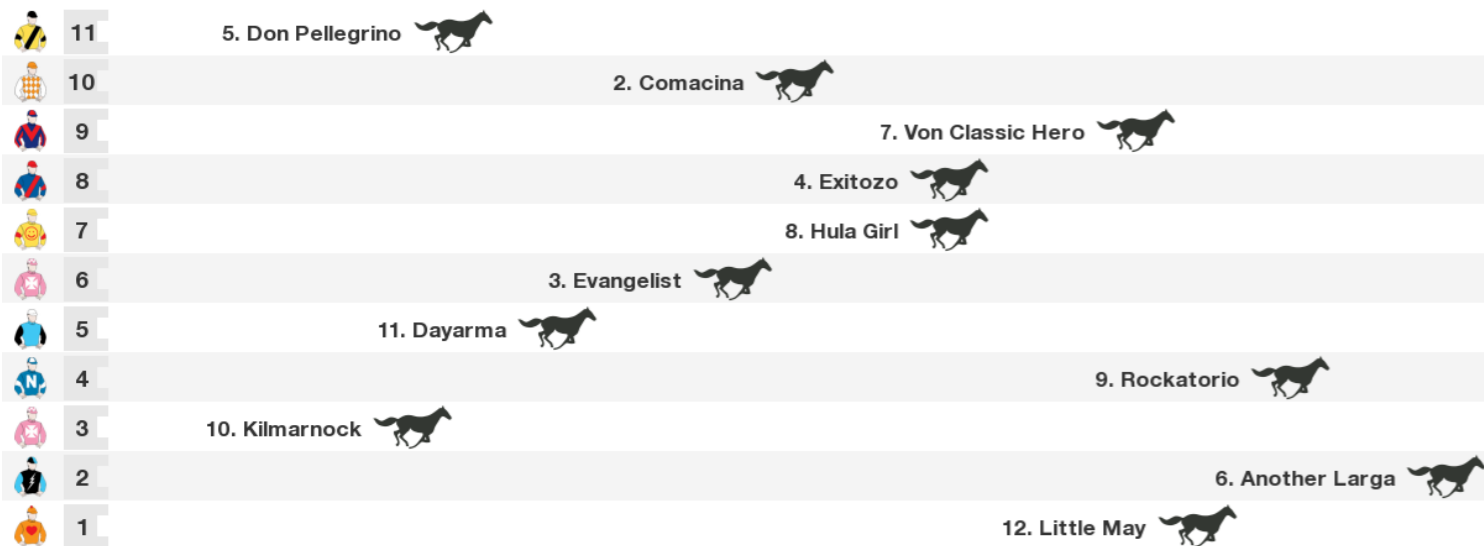 11 5. Don Pellegrino
10 2. Comacina
9 7. Von Classic Hero
8 4. Exitozo
7 8. Hula Girl
6 3. Evangelist
5 11. Dayarma
4 N 9. Rockatorio
3 10. Kilmarnock
2 6. Another Larga
1 12. Little May